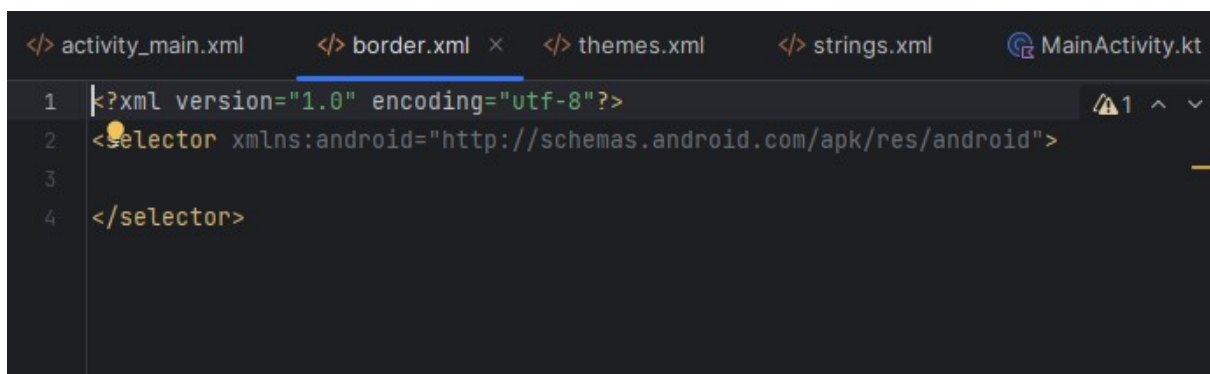 </> activity_main.xml </> border.xml × </> themes.xml </> strings.xml MainActivity.kt
1 <?xml version="1.0" encoding="utf-8"?> 1
2 <selector xmlns:android="http://schemas.android.com/apk/res/android">
3
4 </selector>